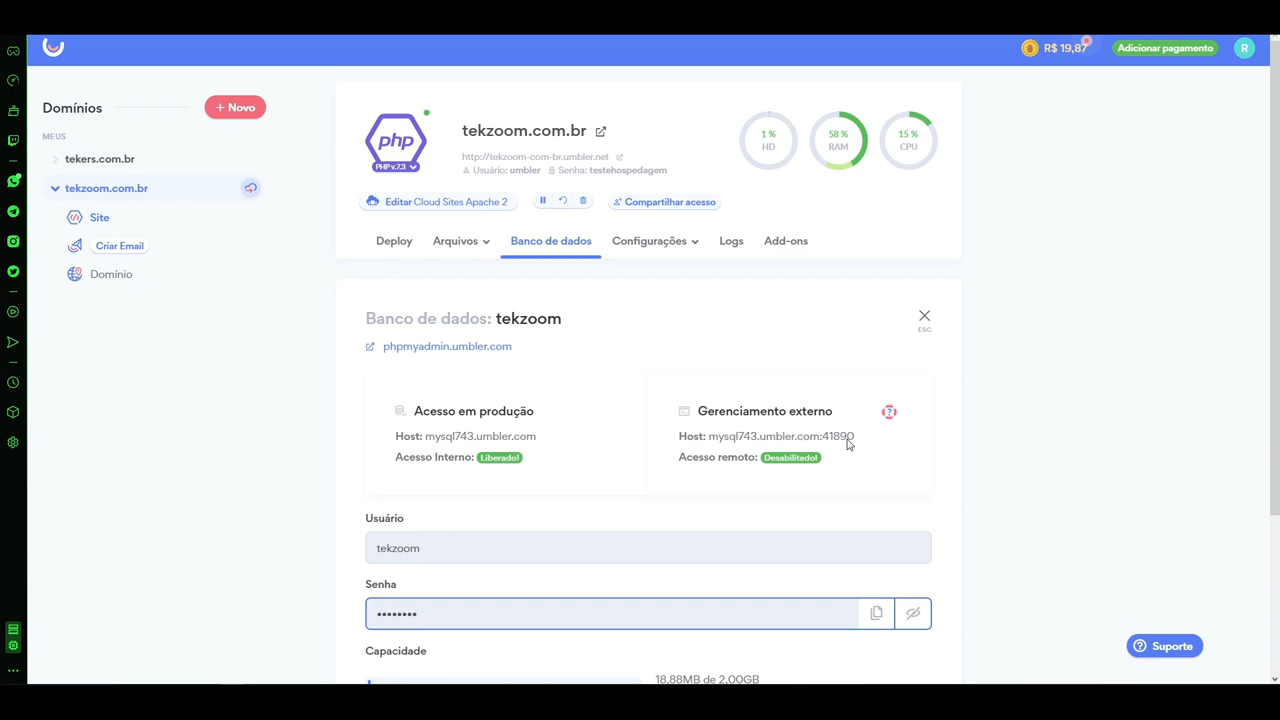 R$ 19,87
Adicionar pagamento
R
Domínios
+ Novo
MEUS
tekers.com.br
tekzoom.com.br
Site
Criar Email
Domínio
php
PHP v.7.3
tekzoom.com.br
http://tekzoom-com-br.umbler.net
Usuário: umbler Senha: testehospedagem
1 %
HD
58 %
RAM
15 %
CPU
Editar Cloud Sites Apache 2
Compartilhar acesso
Deploy Arquivos Banco de dados Configurações Logs Add-ons
Banco de dados: tekzoom
ESC
phpmyadmin.umbler.com
Acesso em produção
Host: mysql743.umbler.com
Acesso Interno: Liberado!
Gerenciamento externo
?
Host: mysql743.umbler.com:41890
Acesso remoto: Desabilitado!
Usuário
tekzoom
Senha
••••••••
Capacidade
18,88MB de 2,00GB
? Suporte